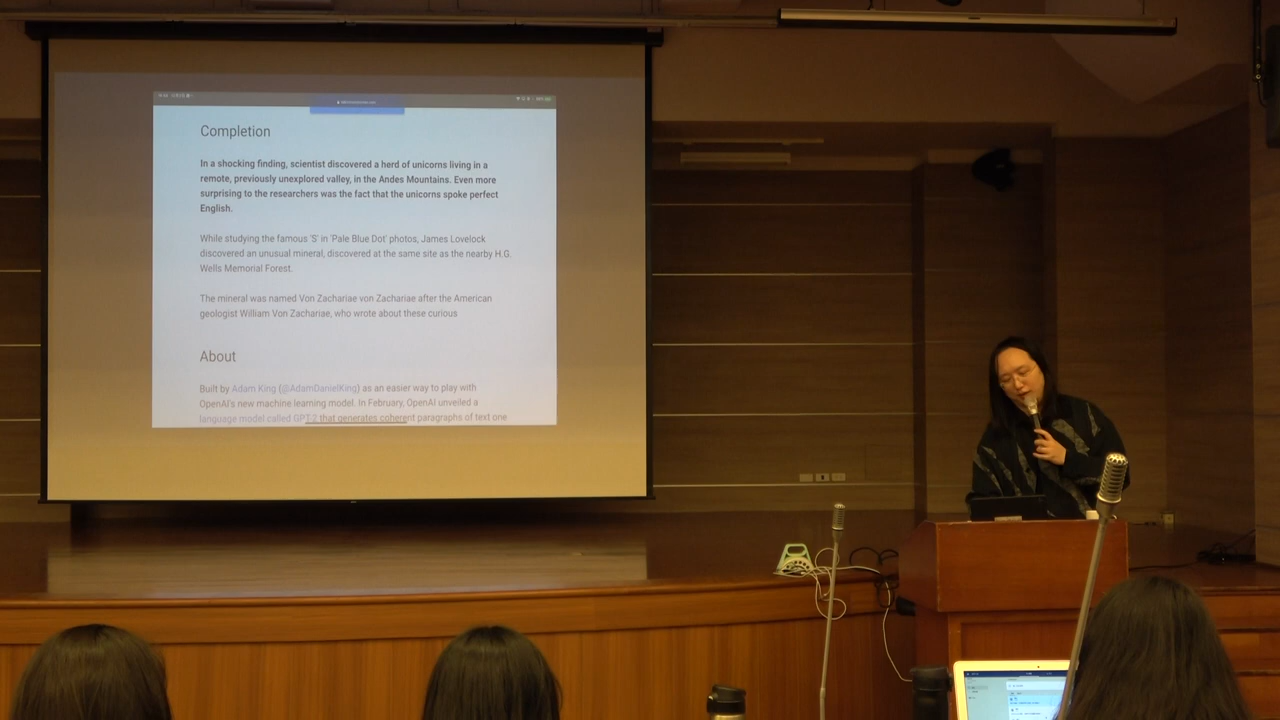 Completion
In a shocking finding, scientist discovered a herd of unicorns living in a
remote, previously unexplored valley, in the Andes Mountains. Even more
surprising to the researchers was the fact that the unicorns spoke perfect
English.
While studying the famous 'S' in 'Pale Blue Dot' photos, James Lovelock
discovered an unusual mineral, discovered at the same site as the nearby H.G.
Wells Memorial Forest.
The mineral was named Von Zachariae von Zachariae after the American
geologist William Von Zachariae, who wrote about these curious
About
Built by Adam King (@AdamDanielKing) as an easier way to play with
OpenAI's new machine learning model. In February, OpenAI unveiled a
language model called GPT-2 that generates coherent paragraphs of text one